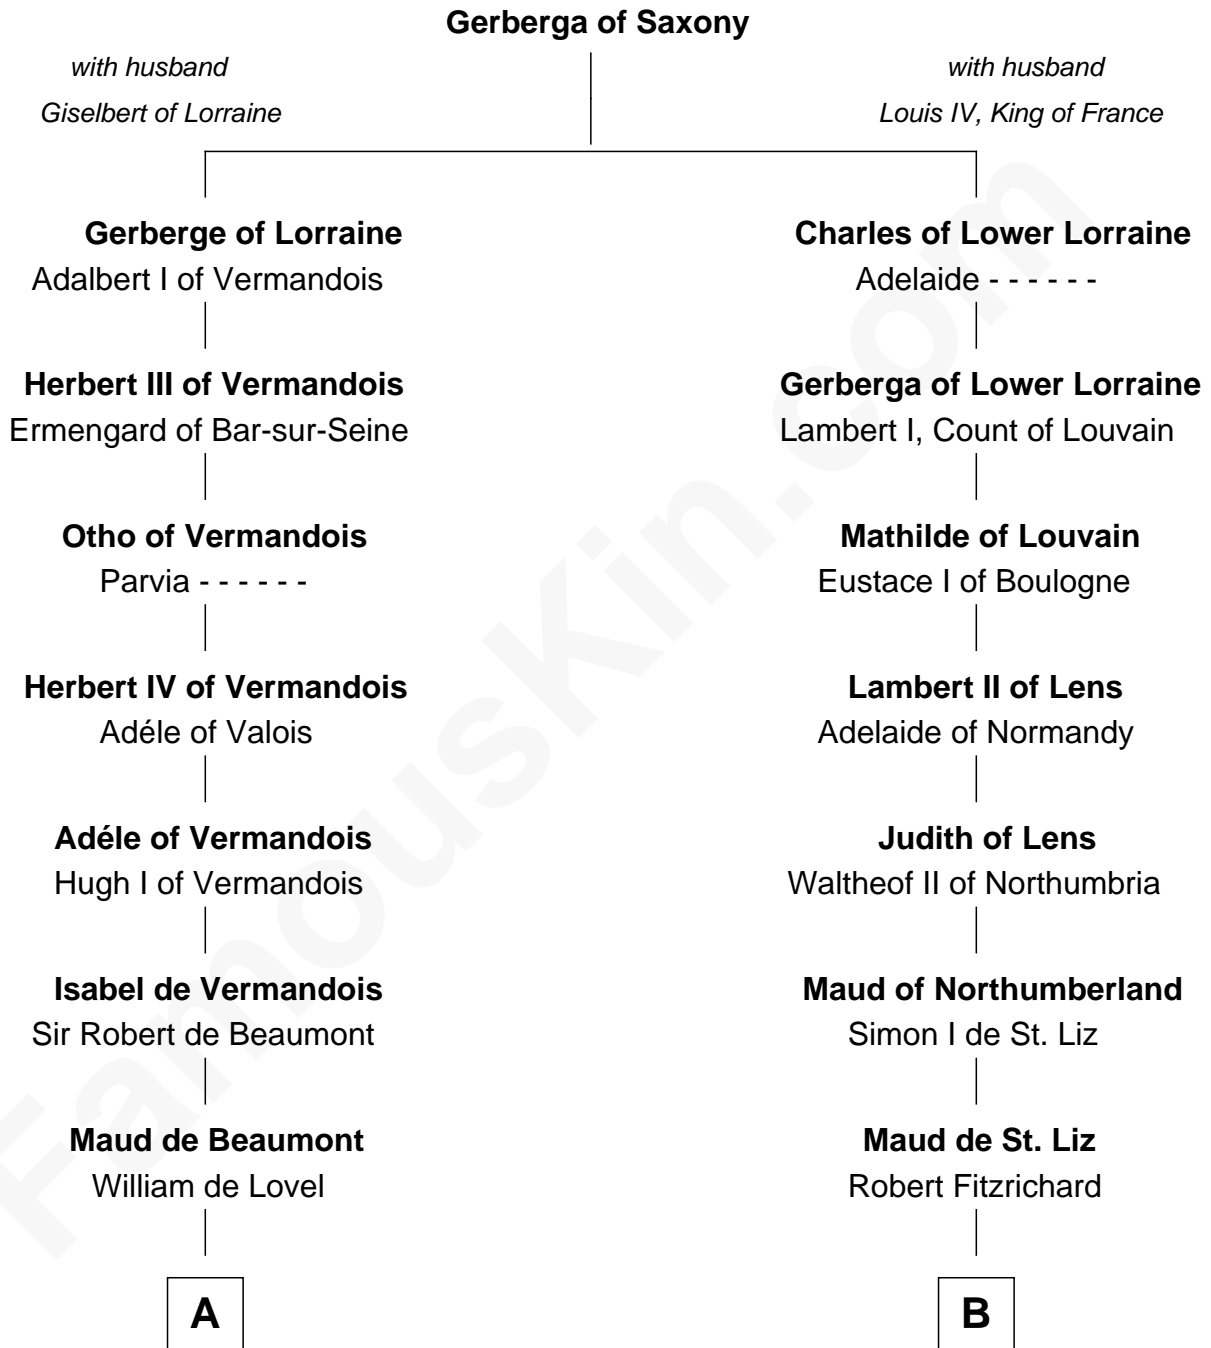 Gerberga of Saxony
with husband
Giselbert of Lorraine
with husband
Louis IV, King of France
Gerberge of Lorraine
Adalbert I of Vermandois
Herbert III of Vermandois
Ermengard of Bar-sur-Seine
Otho of Vermandois
Parvia - - - - - -
Herbert IV of Vermandois
Adéle of Valois
Adéle of Vermandois
Hugh I of Vermandois
Isabel de Vermandois
Sir Robert de Beaumont
Maud de Beaumont
William de Lovel
A
Charles of Lower Lorraine
Adelaide - - - - - -
Gerberga of Lower Lorraine
Lambert I, Count of Louvain
Mathilde of Louvain
Eustace I of Boulogne
Lambert II of Lens
Adelaide of Normandy
Judith of Lens
Waltheof II of Northumbria
Maud of Northumberland
Simon I de St. Liz
Maud de St. Liz
Robert Fitzrichard
B
FamousKin.com